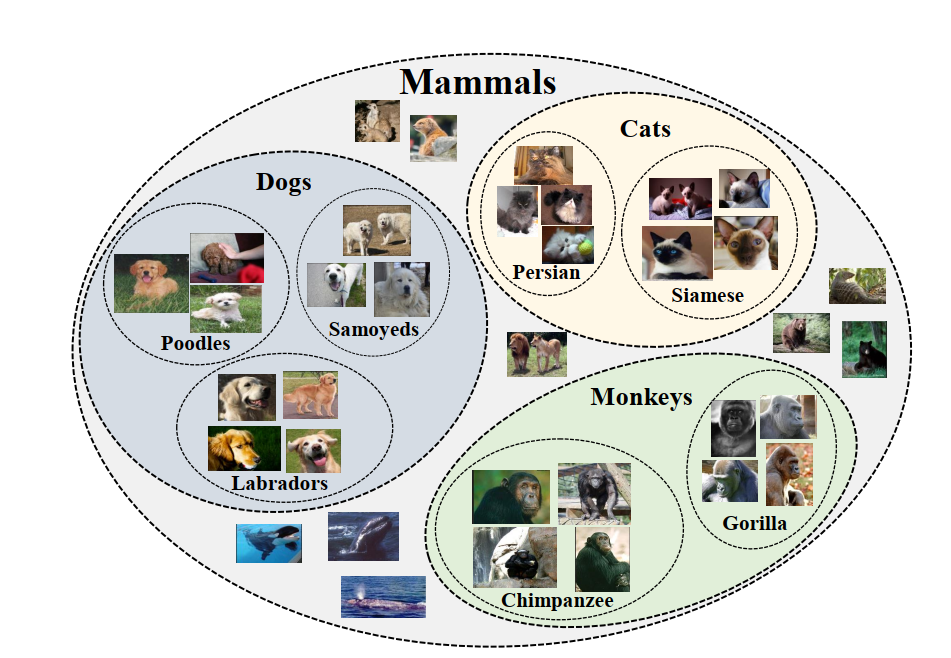 Mammals
Cats
Dogs
Persian
Siamese
Samoyeds
Poodles
Monkeys
Labradors
Gorilla
Chimpanzee